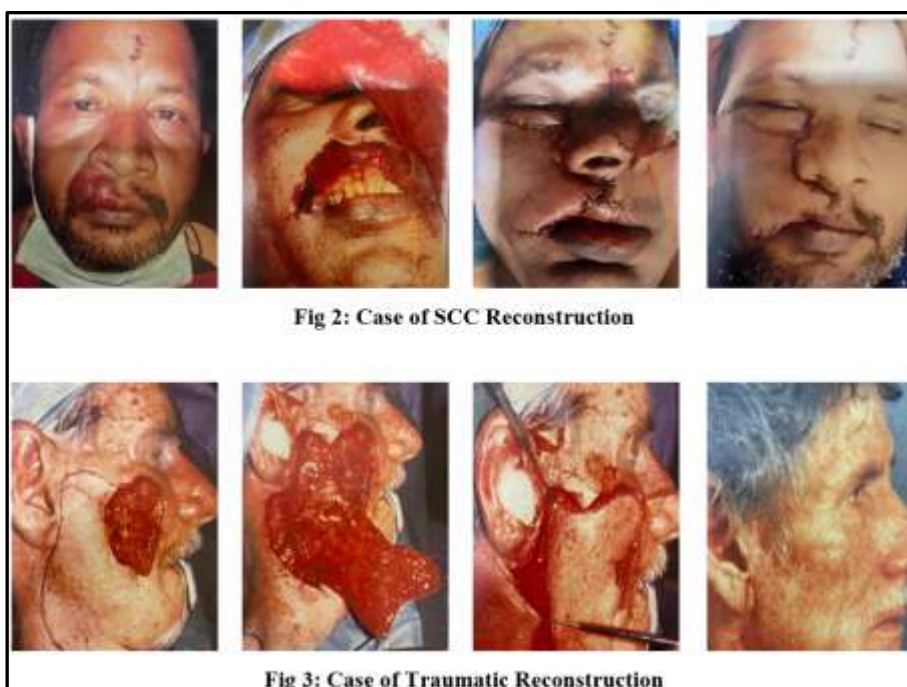 Fig 2: Case of SCC Reconstruction
Fig 3: Case of Traumatic Reconstruction